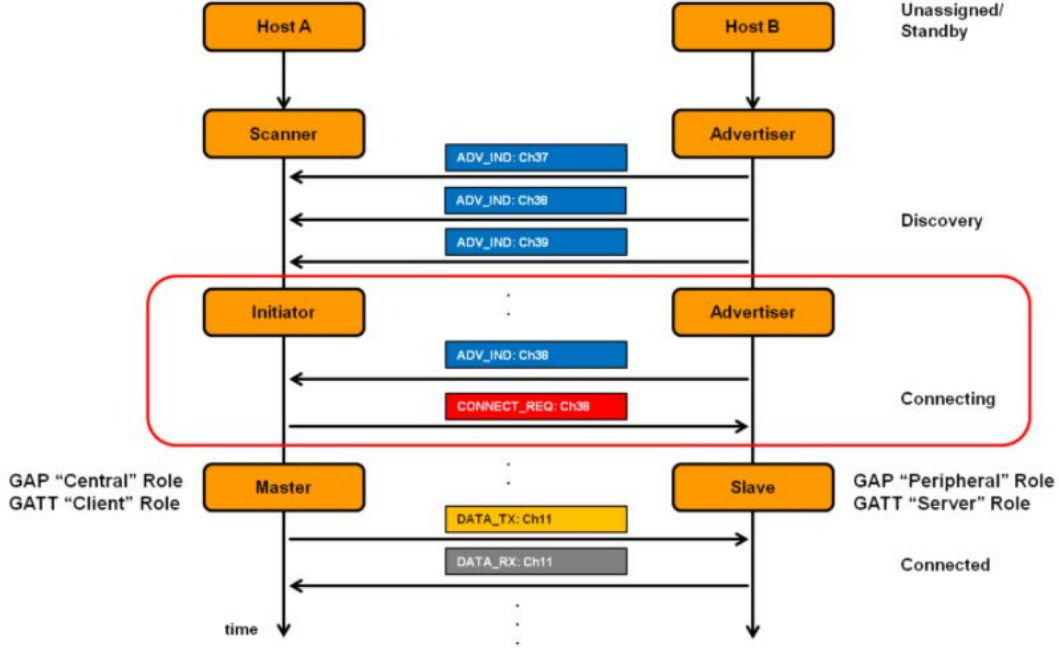 Host A
Host B
Unassigned/
Standby
Scanner
Advertiser
ADV_IND: Ch37
ADV_IND: Ch38
Discovery
ADV_IND: Ch39
Initiator
Advertiser
ADV_IND: Ch38
Connecting
CONNECT_REQ: Ch38
GAP “Central” Role
GATT “Client” Role
Master
Slave
GAP “Peripheral” Role
GATT “Server” Role
DATA_TX: Ch11
DATA_RX: Ch11
Connected
time